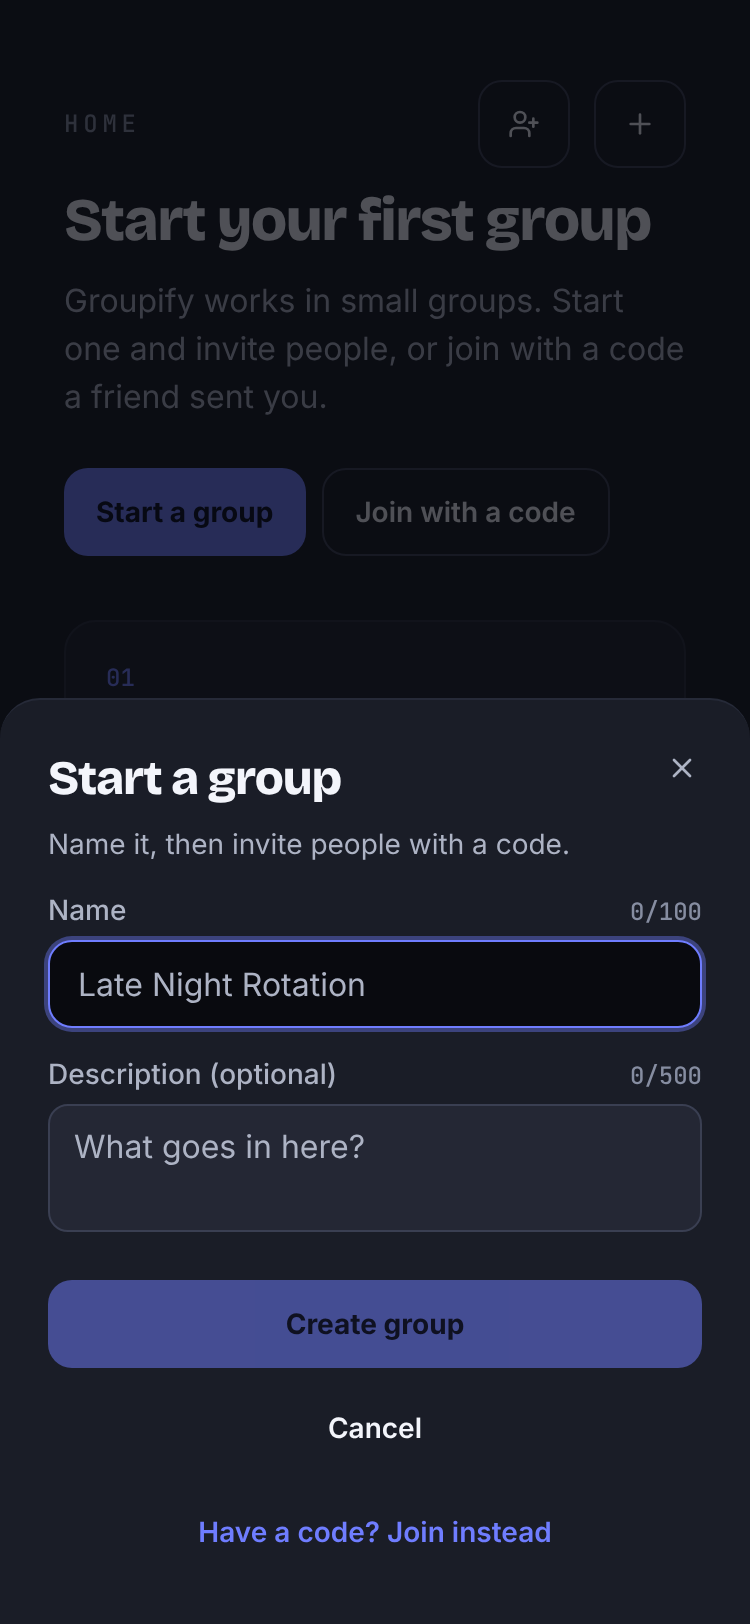 HOME
Start your first group
Groupify works in small groups. Start
one and invite people, or join with a code
a friend sent you.
Start a group
Join with a code
01
Start a group
Name it, then invite people with a code.
Name
0/100
Late Night Rotation
Description (optional)
0/500
What goes in here?
Create group
Cancel
Have a code? Join instead